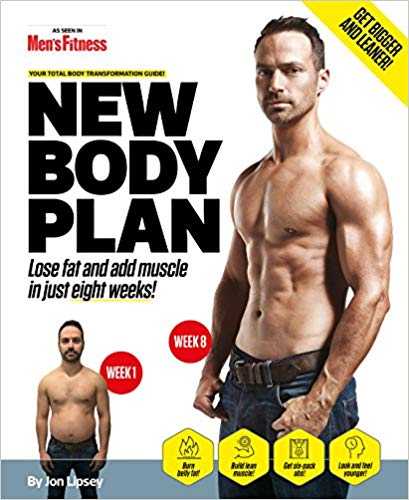 AS SEEN IN
Men'sFitness
GET BIGGER
AND LEANER!
YOUR TOTAL BODY TRANSFORMATION GUIDE!
NEW
BODY
PLAN
Lose fat and add muscle
in just eight weeks!
WEEK 1
WEEK 8
Burn
belly fat!
Build lean
muscle!
Get six-pack
abs!
Look and feel
younger!
By Jon Lipsey